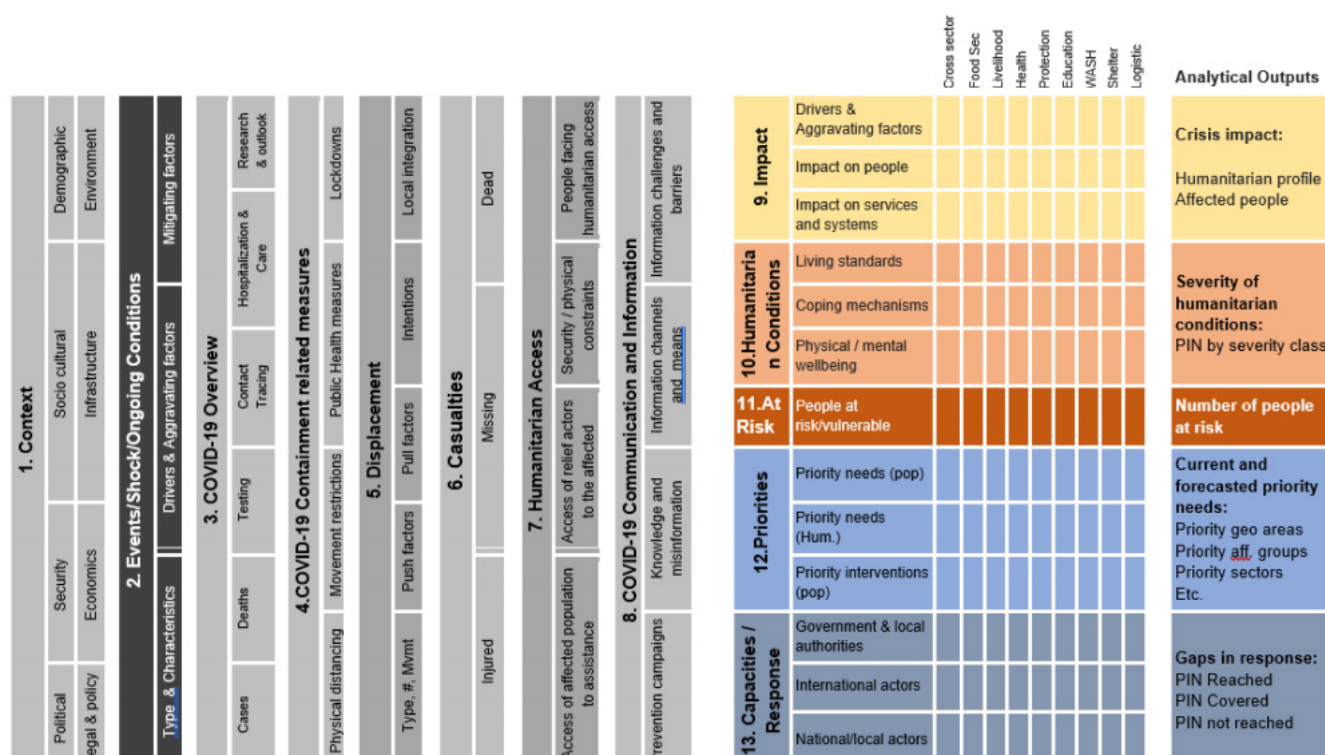 1. Context
Political
Security
Socio cultural
Demographic
egal & policy
Economics
Infrastructure
Environment
2. Events/Shock/Ongoing Conditions
Type & Characteristics
Drivers & Aggravating factors
Mitigating factors
3. COVID-19 Overview
Cases
Deaths
Testing
Contact
Tracing
Hospitalization &
Care
Research
& outlook
4.COVID-19 Containment related measures
Physical distancing
Movement restrictions
Public Health measures
Lockdowns
5. Displacement
Type, #, Mvmt
Push factors
Pull factors
Intentions
Local integration
6. Casualties
Injured
Missing
Dead
7. Humanitarian Access
Access of affected population
to assistance
Access of relief actors
to the affected
Security / physical
constraints
People facing
humanitarian access
8. COVID-19 Communication and Information
revention campaigns
Knowledge and
misinformation
Information channels
and means
Information challenges and
barriers
Cross sector
Food Sec
Livelihood
Health
Protection
Education
WASH
Shelter
Logistic
Analytical Outputs
9. Impact
Drivers &
Aggravating factors
Impact on people
Impact on services
and systems
Crisis impact:
Humanitarian profile
Affected people
10.Humanitaria
n Conditions
Living standards
Coping mechanisms
Physical / mental
wellbeing
Severity of
humanitarian
conditions:
PIN by severity class
11.At
Risk
People at
risk/vulnerable
Number of people
at risk
12.Priorities
Priority needs (pop)
Priority needs
(Hum.)
Priority interventions
(pop)
Current and
forecasted priority
needs:
Priority geo areas
Priority aff. groups
Priority sectors
Etc.
13. Capacities /
Response
Government & local
authorities
International actors
National/local actors
Gaps in response:
PIN Reached
PIN Covered
PIN not reached